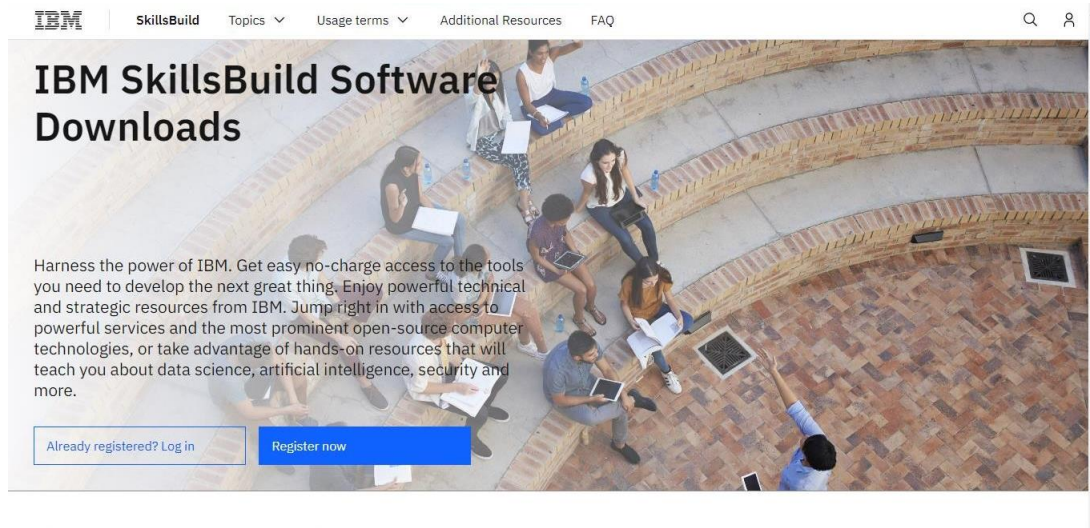 IBM SkillsBuild Topics Usage terms Additional Resources FAQ
IBM SkillsBuild Software
Downloads
Harness the power of IBM. Get easy no-charge access to the tools
you need to develop the next great thing. Enjoy powerful technical
and strategic resources from IBM. Jump right in with access to
powerful services and the most prominent open-source computer
technologies, or take advantage of hands-on resources that will
teach you about data science, artificial intelligence, security and
more.
Already registered? Log in Register now